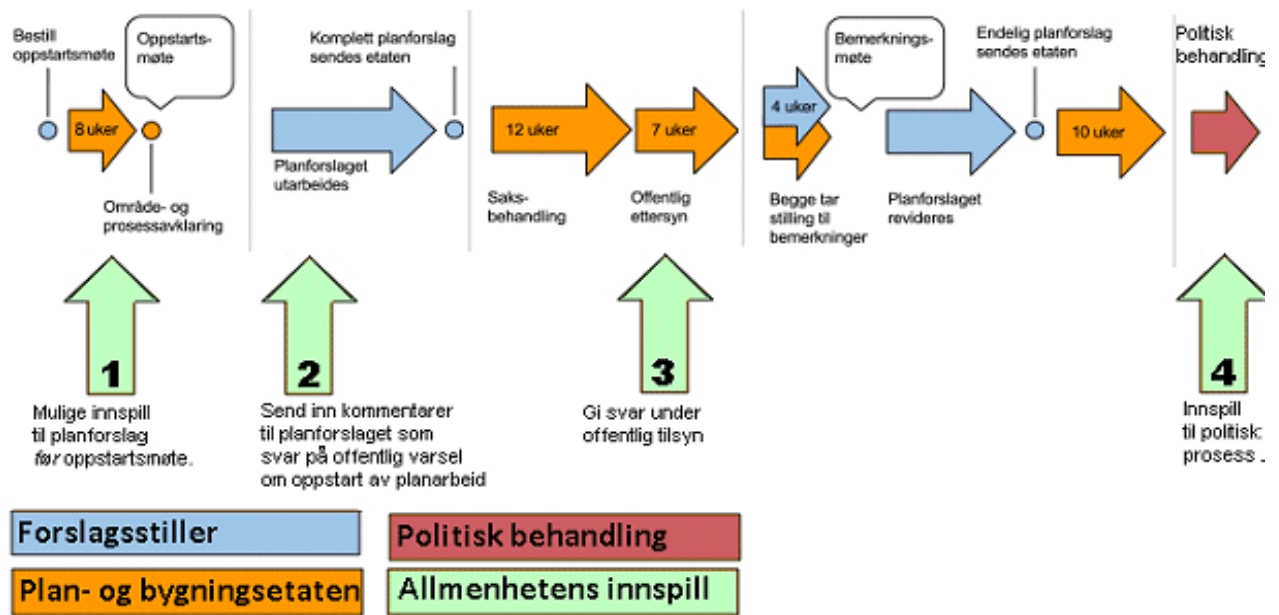 Bestill
oppstartsmøte
Oppstarts-
møte
8 uker
Område- og
prosessavklaring
Komplett planforslag
sendes etaten
Planforslaget
utarbeides
12 uker
7 uker
Saks-
behandling
Offentlig
ettersyn
4 uker
Bemerknings-
møte
Begge tar
stilling til
bemerkninger
Planforslaget
revideres
Endelig planforslag
sendes etaten
10 uker
Politisk
behandling
1
Mulige innspill
til planforslag
før oppstartsmøte.
2
Send inn kommentarer
til planforslaget som
svar på offentlig varsel
om oppstart av planarbeid
3
Gi svar under
offentlig tilsyn
4
Innspill
til politisk
prosess ..
Forslagsstiller
Politisk behandling
Plan- og bygningsetaten
Allmenhetens innspill